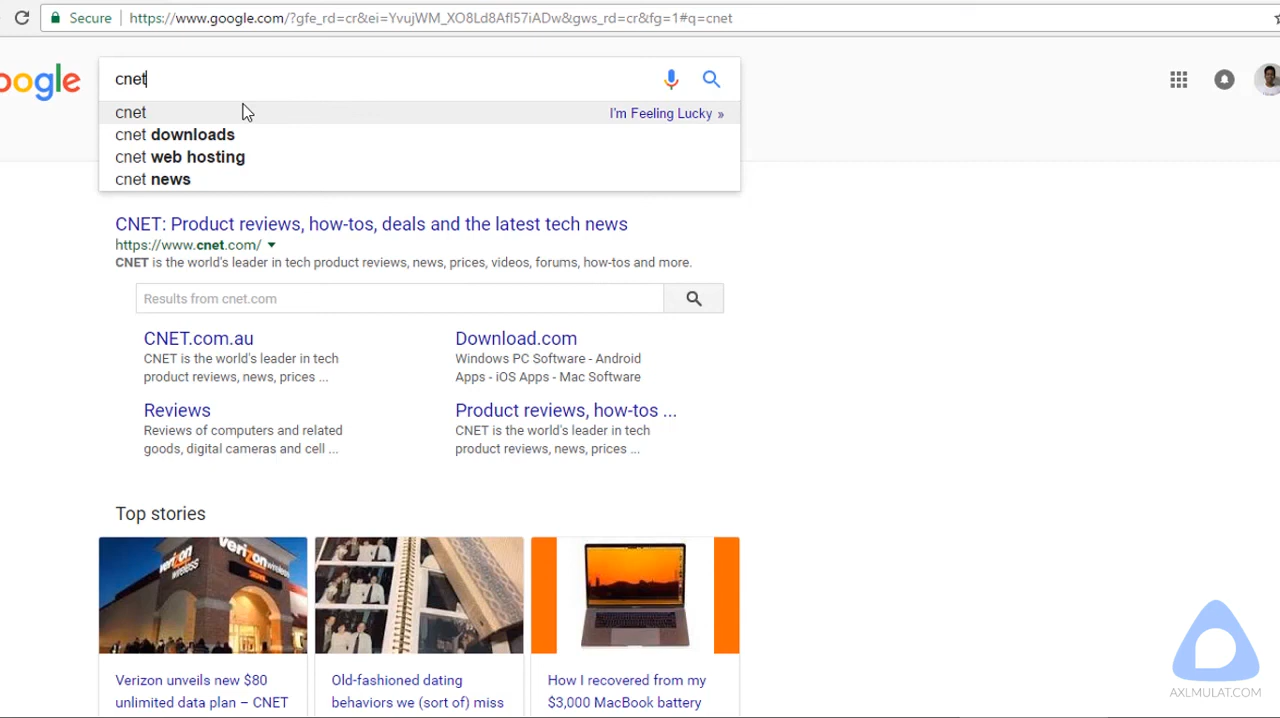 Secure
https://www.google.com/?gfe_rd=cr&ei=YvujWM_XO8Ld8AfI57iADw&gws_rd=cr&fg=1#q=cnet
oogle
cnet
cnet
I'm Feeling Lucky »
cnet downloads
cnet web hosting
cnet news
CNET: Product reviews, how-tos, deals and the latest tech news
https://www.cnet.com/
CNET is the world's leader in tech product reviews, news, prices, videos, forums, how-tos and more.
Results from cnet.com
CNET.com.au
CNET is the world's leader in tech
product reviews, news, prices ...
Download.com
Windows PC Software - Android
Apps - iOS Apps - Mac Software
Reviews
Reviews of computers and related
goods, digital cameras and cell ...
Product reviews, how-tos ...
CNET is the world's leader in tech
product reviews, news, prices ...
Top stories
verizon
wireless
verizon
Verizon unveils new $80
unlimited data plan – CNET
Old-fashioned dating
behaviors we (sort of) miss
How I recovered from my
$3,000 MacBook battery
AXLMULAT.COM